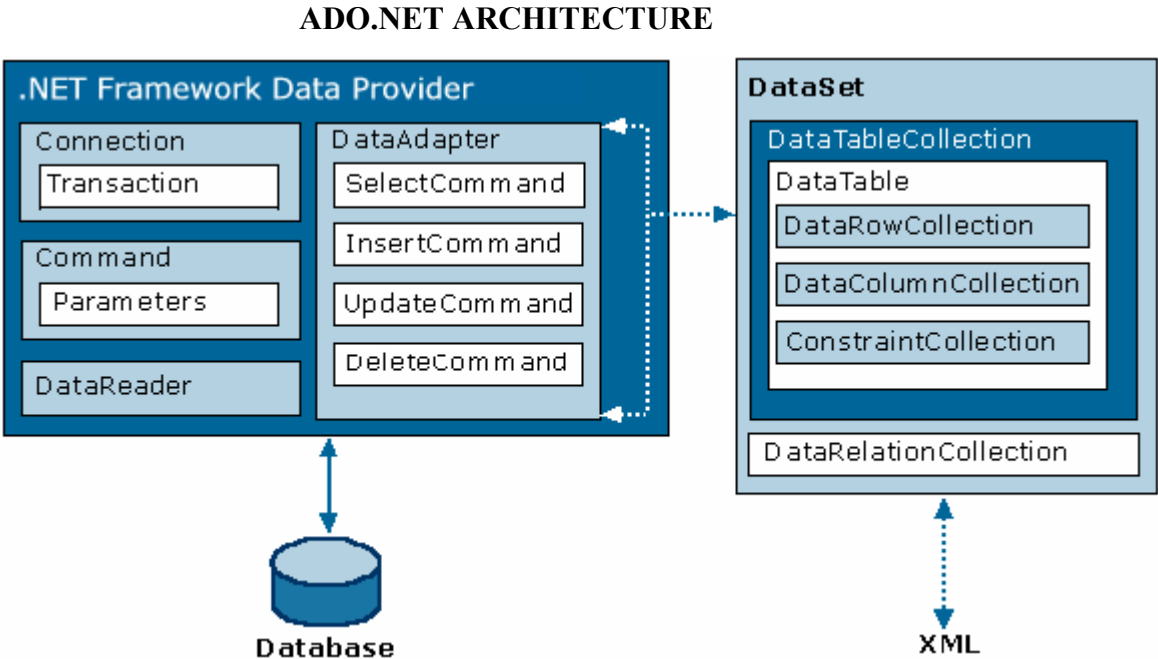 ADO.NET ARCHITECTURE
.NET Framework Data Provider
Connection
Transaction
Command
Parameters
DataReader
DataAdapter
SelectCommand
InsertCommand
UpdateCommand
DeleteCommand
Database
DataSet
DataTableCollection
DataTable
DataRowCollection
DataColumnCollection
ConstraintCollection
DataRelationCollection
XML